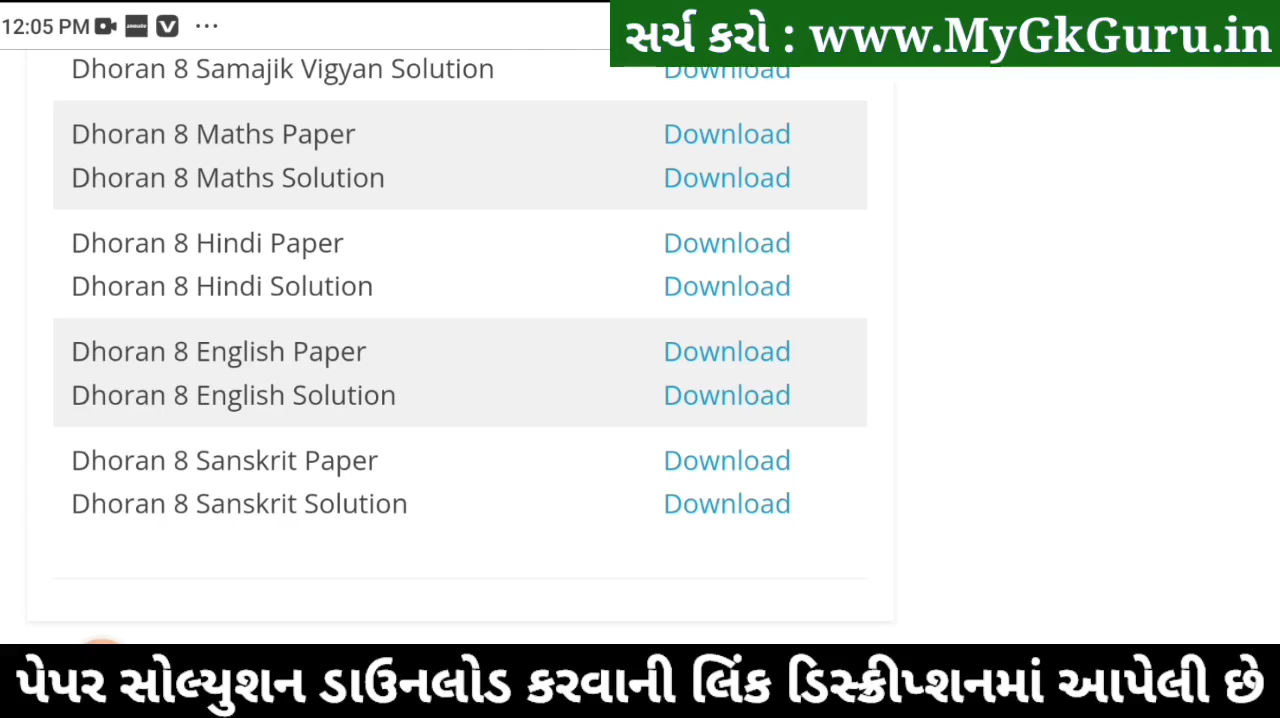 12:05 PM
સર્ચ કરો : www.MyGkGuru.in
Dhoran 8 Samajik Vigyan Solution Download
Dhoran 8 Maths Paper Download
Dhoran 8 Maths Solution Download
Dhoran 8 Hindi Paper Download
Dhoran 8 Hindi Solution Download
Dhoran 8 English Paper Download
Dhoran 8 English Solution Download
Dhoran 8 Sanskrit Paper Download
Dhoran 8 Sanskrit Solution Download
પેપર સોલ્યુશન ડાઉનલોડ કરવાની લિંક ડિસ્ક્રીપ્શનમાં આપેલી છે